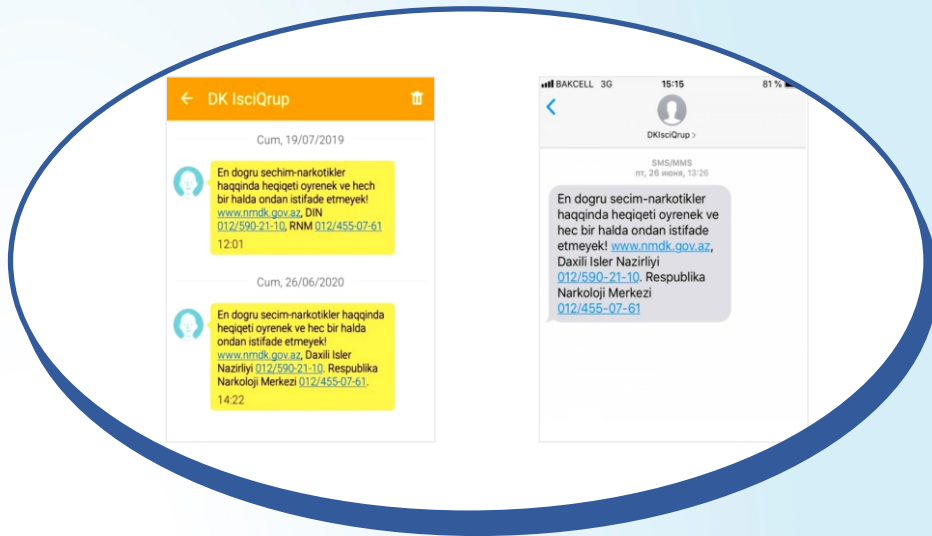 DK IsciQrup
Cum, 19/07/2019
En dogru sechim-narkotikler
haqqinda heqiqeti oyrenek ve hech
bir halda ondan istifade etmeyek!
www.nmdk.gov.az, DIN
012/590-21-10, RNM 012/455-07-61
12:01
Cum, 26/06/2020
En dogru secim-narkotikler haqqinda
heqiqeti oyrenek ve hec bir halda
ondan istifade etmeyek!
www.nmdk.gov.az, Daxili Isler
Nazirliyi 012/590-21-10. Respublika
Narkoloji Merkezi 012/455-07-61.
14:22
BAKCELL 3G 15:15 81 %
DKIsciQrup >
SMS/MMS
пт, 26 июня, 13:26
En dogru secim-narkotikler
haqqinda heqiqeti oyrenek ve
hec bir halda ondan istifade
etmeyek! www.nmdk.gov.az,
Daxili Isler Nazirliyi
012/590-21-10. Respublika
Narkoloji Merkezi
012/455-07-61